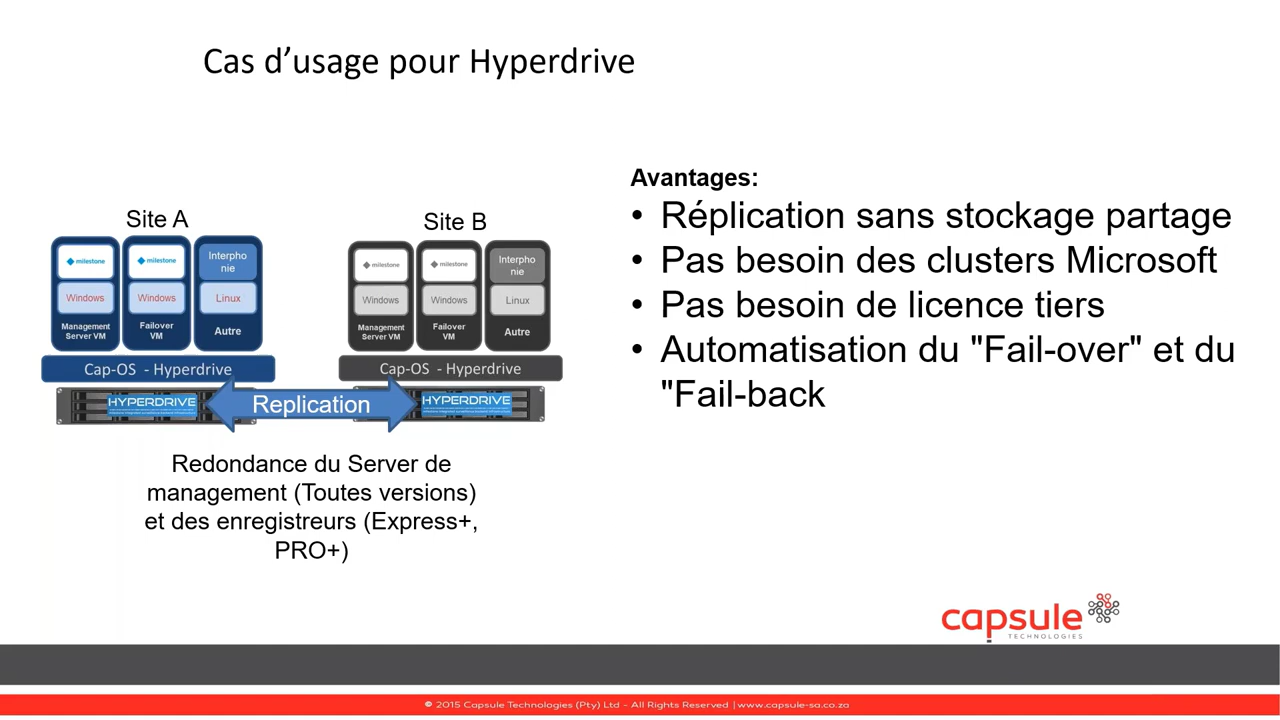 Cas d’usage pour Hyperdrive
Site A
Site B
milestone
milestone
Interpho
nie
Windows
Windows
Linux
Management
Server VM
Failover
VM
Autre
milestone
milestone
Interpho
nie
Windows
Windows
Linux
Management
Server VM
Failover
VM
Autre
Cap-OS - Hyperdrive
Cap-OS - Hyperdrive
HYPERDRIVE
Replication
HYPERDRIVE
Redondance du Server de
management (Toutes versions)
et des enregistreurs (Express+,
PRO+)
Avantages:
• Réplication sans stockage partage
• Pas besoin des clusters Microsoft
• Pas besoin de licence tiers
• Automatisation du "Fail-over" et du
"Fail-back
capsule
TECHNOLOGIES
© 2015 Capsule Technologies (Pty) Ltd - All Rights Reserved | www.capsule-sa.co.za